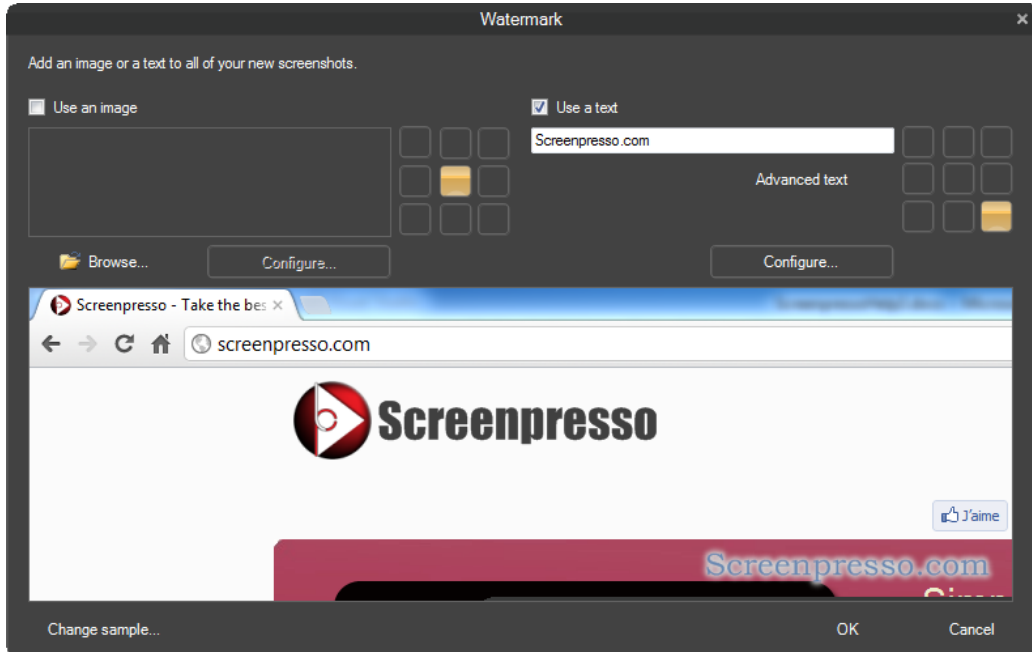 Watermark
Add an image or a text to all of your new screenshots.
Use an image
Use a text
Screenpresso.com
Advanced text
Browse...
Configure...
Configure...
Screenpresso - Take the bes
screenpresso.com
Screenpresso
J'aime
Screenpresso.com
Change sample...
OK
Cancel